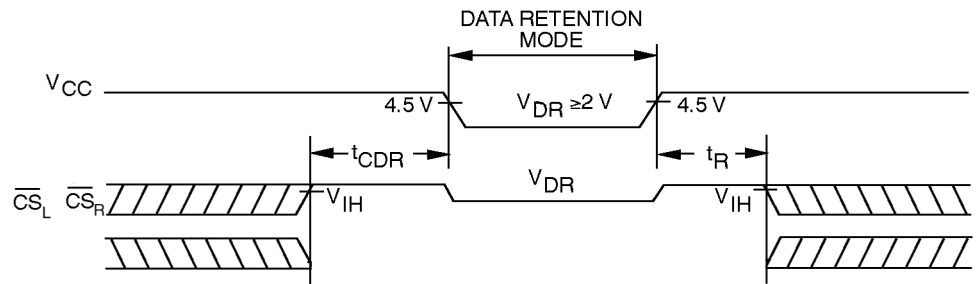 DATA RETENTION
MODE
VCC
4.5 V
VDR ≥2 V
4.5 V
tCDR
tR
CSL CSR
VIH
VDR
VIH